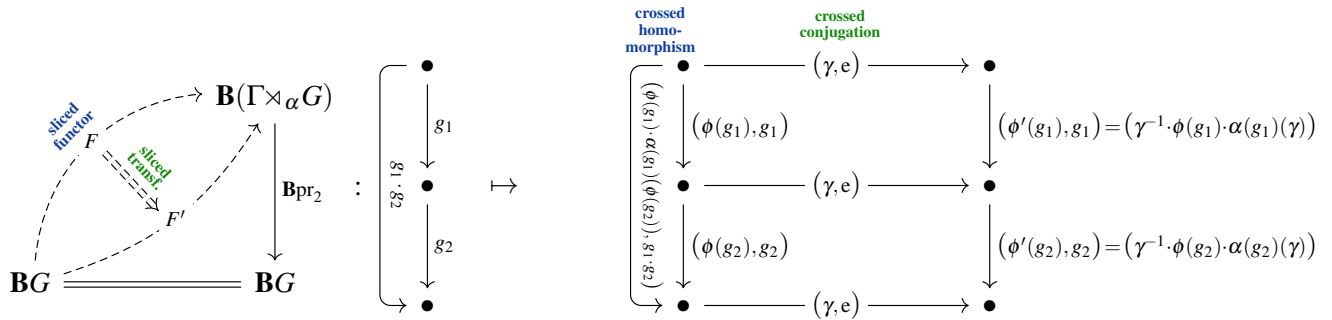 crossed
homo-
morphism
crossed
conjugation
(γ, e)
B(Γ⋊_α G)
sliced
functor
F
sliced
transf.
F′
Bpr₂
BG
BG
:
g₁
g₁ · g₂
g₂
↦
(ϕ(g₁), g₁)
(ϕ(g₁)·α(g₁)(ϕ(g₂)), g₁·g₂)
(ϕ′(g₁), g₁) = (γ⁻¹·ϕ(g₁)·α(g₁)(γ))
(γ, e)
(ϕ(g₂), g₂)
(ϕ′(g₂), g₂) = (γ⁻¹·ϕ(g₂)·α(g₂)(γ))
(γ, e)